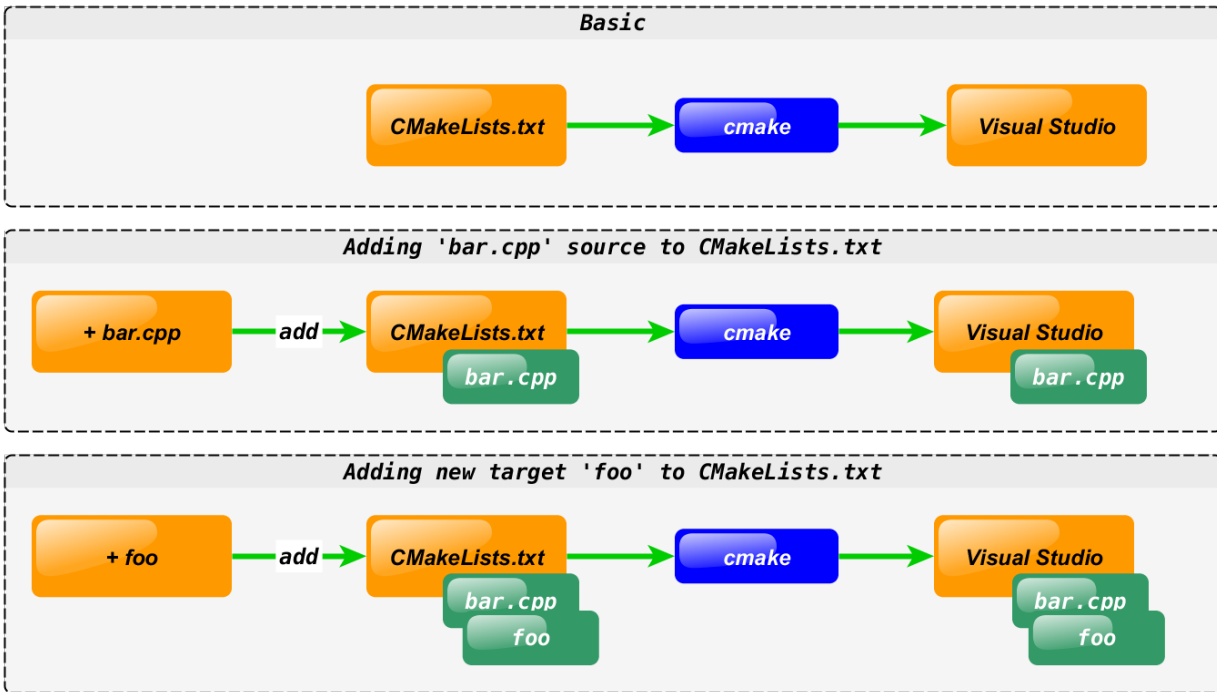 Basic
CMakeLists.txt
cmake
Visual Studio
Adding 'bar.cpp' source to CMakeLists.txt
+ bar.cpp
add
CMakeLists.txt
cmake
Visual Studio
bar.cpp
bar.cpp
Adding new target 'foo' to CMakeLists.txt
+ foo
add
CMakeLists.txt
cmake
Visual Studio
bar.cpp
bar.cpp
foo
foo